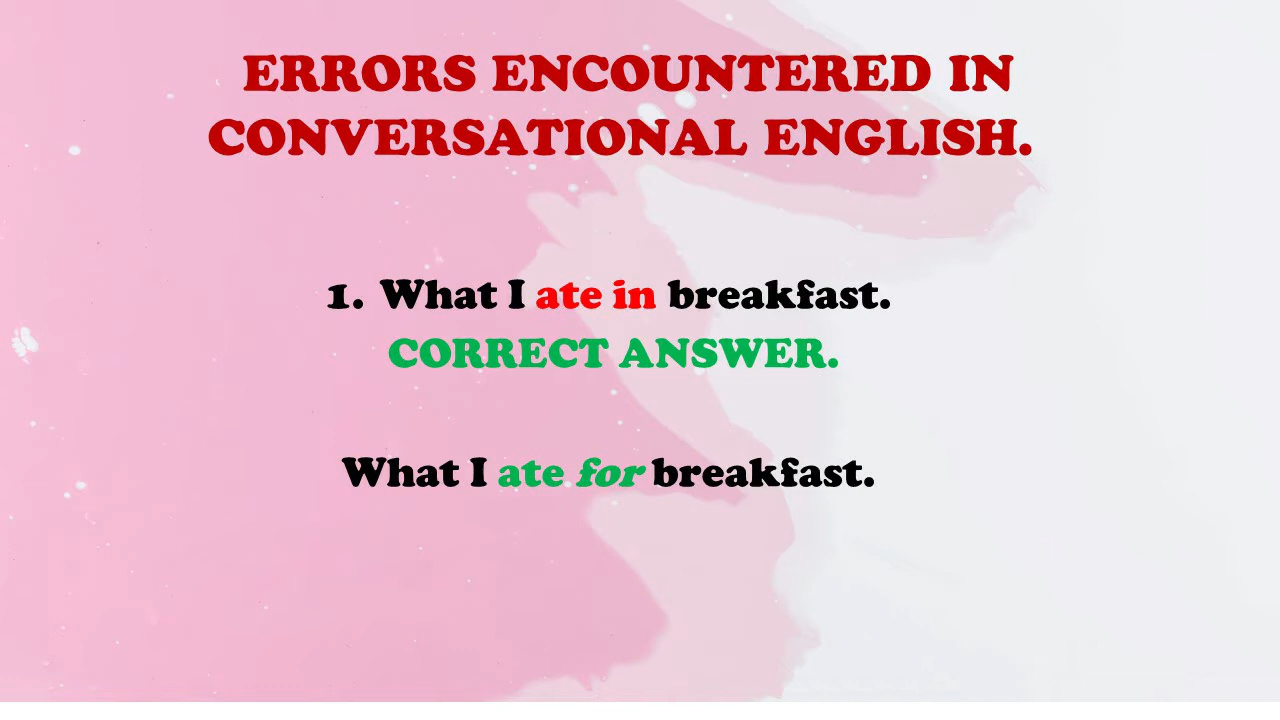 ERRORS ENCOUNTERED IN
CONVERSATIONAL ENGLISH.
1. What I ate in breakfast.
CORRECT ANSWER.
What I ate for breakfast.